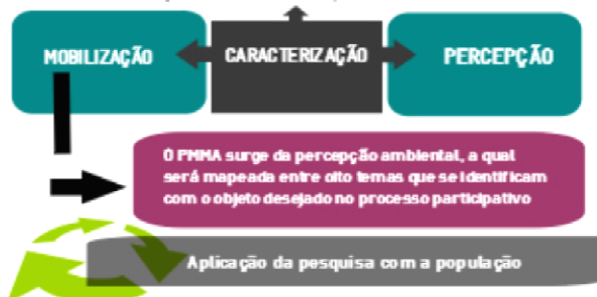 MOBILIZAÇÃO
CARACTERIZAÇÃO
PERCEPÇÃO
O PMMA surge da percepção ambiental, a qual
será mapeada entre oito temas que se identificam
com o objeto desejado no processo participativo
Aplicação da pesquisa com a população